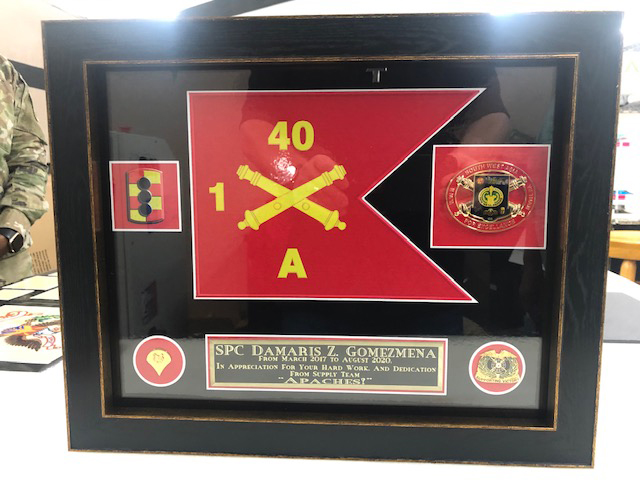 40
1
A
SPC DAMARIS Z. GOMEZMENA
FROM MARCH 2017 TO AUGUST 2020.
IN APPRECIATION FOR YOUR HARD WORK, AND DEDICATION
FROM SUPPLY TEAM
"APACHES!"